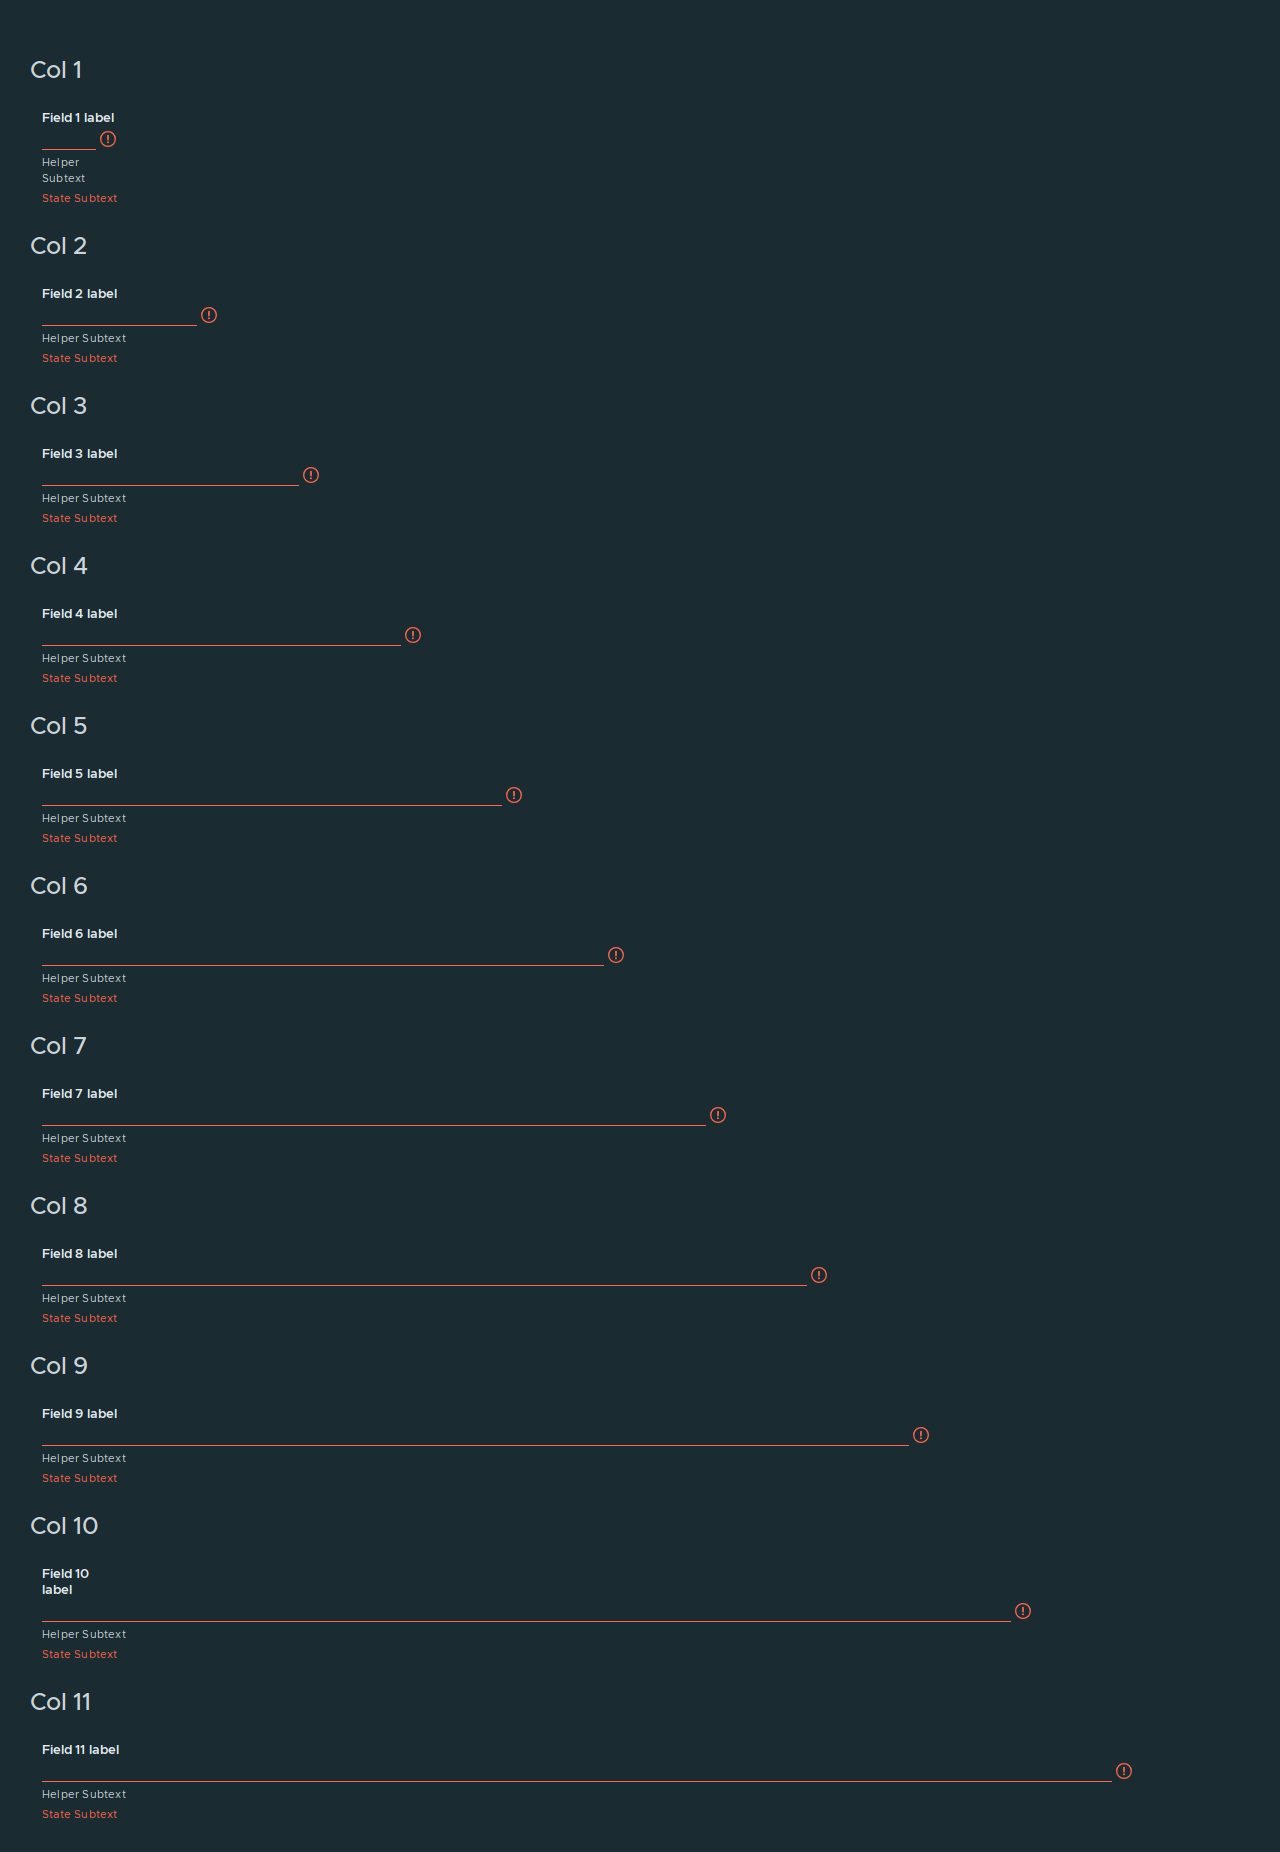 Col 1
Field 1 label
Helper
Subtext
State Subtext
Col 2
Field 2 label
Helper Subtext
State Subtext
Col 3
Field 3 label
Helper Subtext
State Subtext
Col 4
Field 4 label
Helper Subtext
State Subtext
Col 5
Field 5 label
Helper Subtext
State Subtext
Col 6
Field 6 label
Helper Subtext
State Subtext
Col 7
Field 7 label
Helper Subtext
State Subtext
Col 8
Field 8 label
Helper Subtext
State Subtext
Col 9
Field 9 label
Helper Subtext
State Subtext
Col 10
Field 10
label
Helper Subtext
State Subtext
Col 11
Field 11 label
Helper Subtext
State Subtext